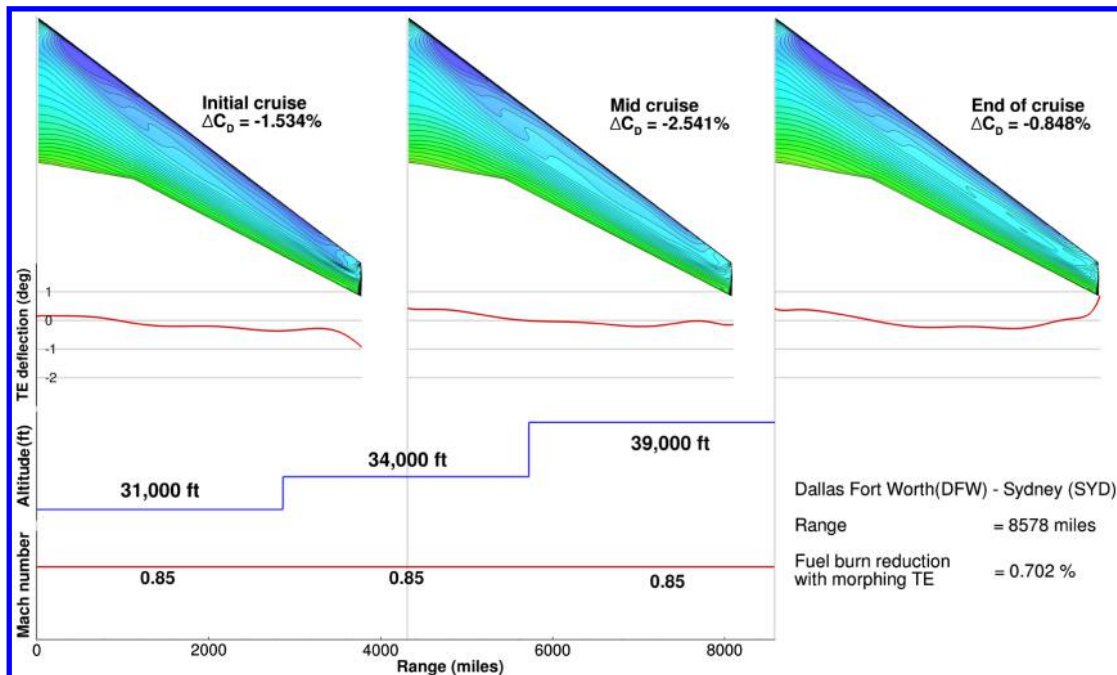 Initial cruise
ΔC_D = -1.534%
Mid cruise
ΔC_D = -2.541%
End of cruise
ΔC_D = -0.848%
TE deflection (deg)
1
0
-1
-2
Altitude(ft)
31,000 ft
34,000 ft
39,000 ft
Mach number
0.85
0.85
0.85
Dallas Fort Worth(DFW) - Sydney (SYD)
Range = 8578 miles
Fuel burn reduction
with morphing TE = 0.702 %
0 2000 4000 6000 8000
Range (miles)